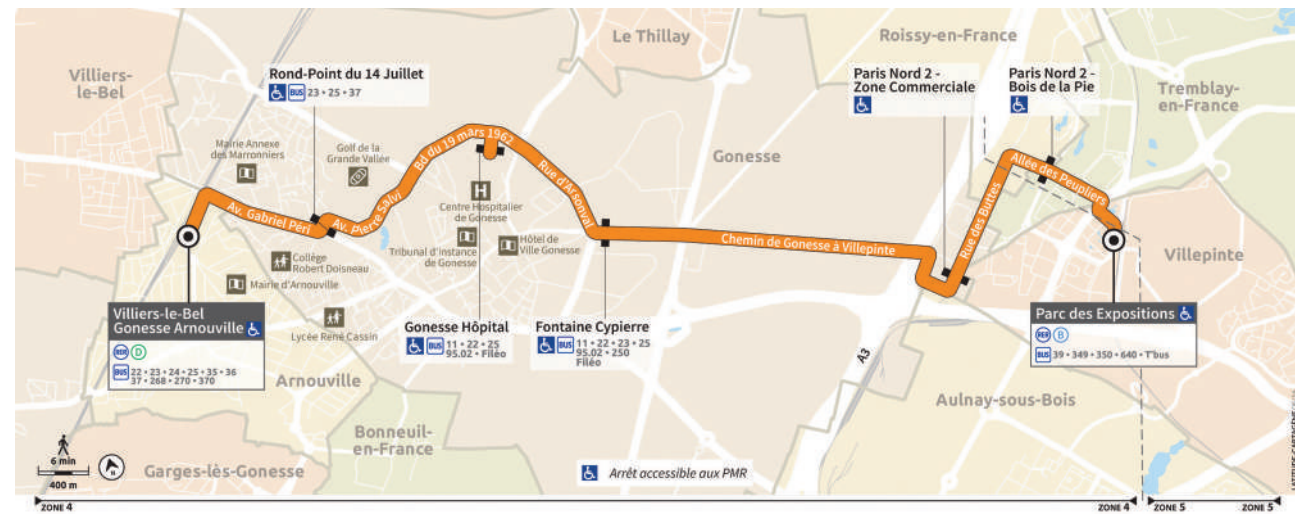 Le Thillay
Roissy-en-France
Villiers-
le-Bel
Rond-Point du 14 Juillet
BUS 23 • 25 • 37
Paris Nord 2 -
Zone Commerciale
Paris Nord 2 -
Bois de la Pie
Tremblay-
en-France
Mairie Annexe
des Marronniers
Golf de la
Grande Vallée
Bd du 19 mars 1962
Gonesse
Allée des Peupliers
Rue d'Arsonval
H
Centre Hospitalier
de Gonesse
Av. Gabriel Péri
Av. Pierre Salvi
Rue des Buttes
Tribunal d'Instance
de Gonesse
Hôtel de
Ville Gonesse
Chemin de Gonesse à Villepinte
Villepinte
Collège
Robert Doisneau
Mairie d'Arnouville
Villiers-le-Bel
Gonesse Arnouville
RER D
BUS 22 • 23 • 24 • 25 • 35 • 36
37 • 268 • 270 • 370
Lycée René Cassin
Gonesse Hôpital
BUS 11 • 22 • 25
95.02 • Filéo
Fontaine Cypierre
BUS 11 • 22 • 23 • 25
95.02 • 250
Filéo
Parc des Expositions
RER B
BUS 39 • 349 • 350 • 640 • T'bus
A3
Arnouville
Aulnay-sous-Bois
Bonneuil-
en-France
Garges-lès-Gonesse
6 min
400 m
N
Arrêt accessible aux PMR
ZONE 4
ZONE 4
ZONE 5
ZONE 5